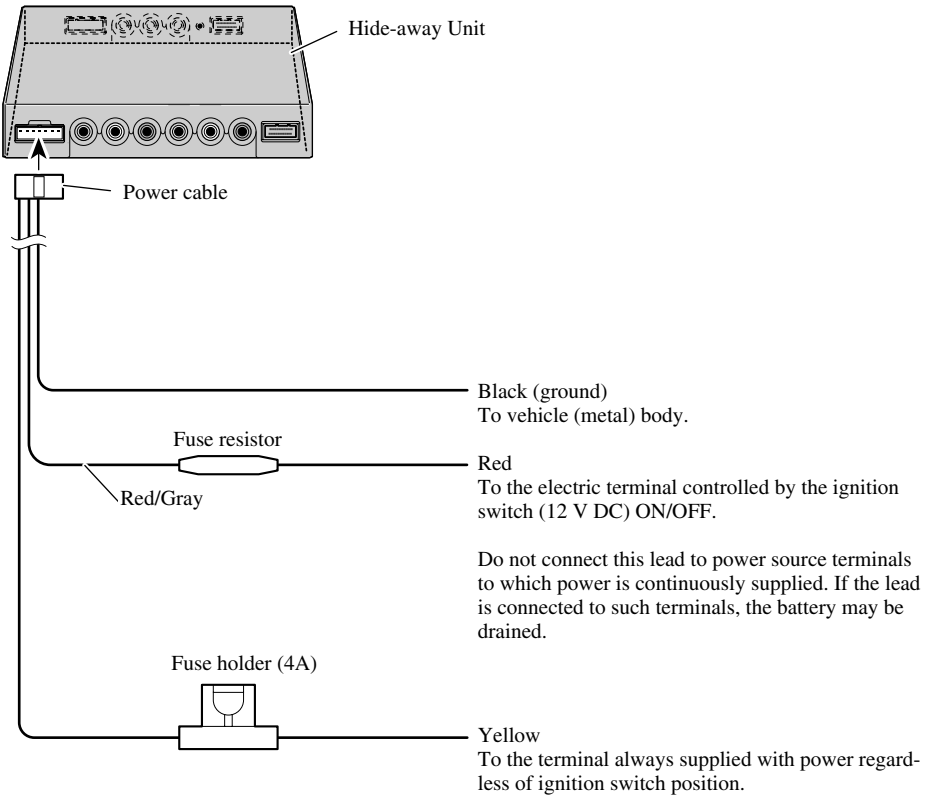 Hide-away Unit
Power cable
Black (ground)
To vehicle (metal) body.
Fuse resistor
Red
To the electric terminal controlled by the ignition
switch (12 V DC) ON/OFF.
Red/Gray
Do not connect this lead to power source terminals
to which power is continuously supplied. If the lead
is connected to such terminals, the battery may be
drained.
Fuse holder (4A)
Yellow
To the terminal always supplied with power regard-
less of ignition switch position.